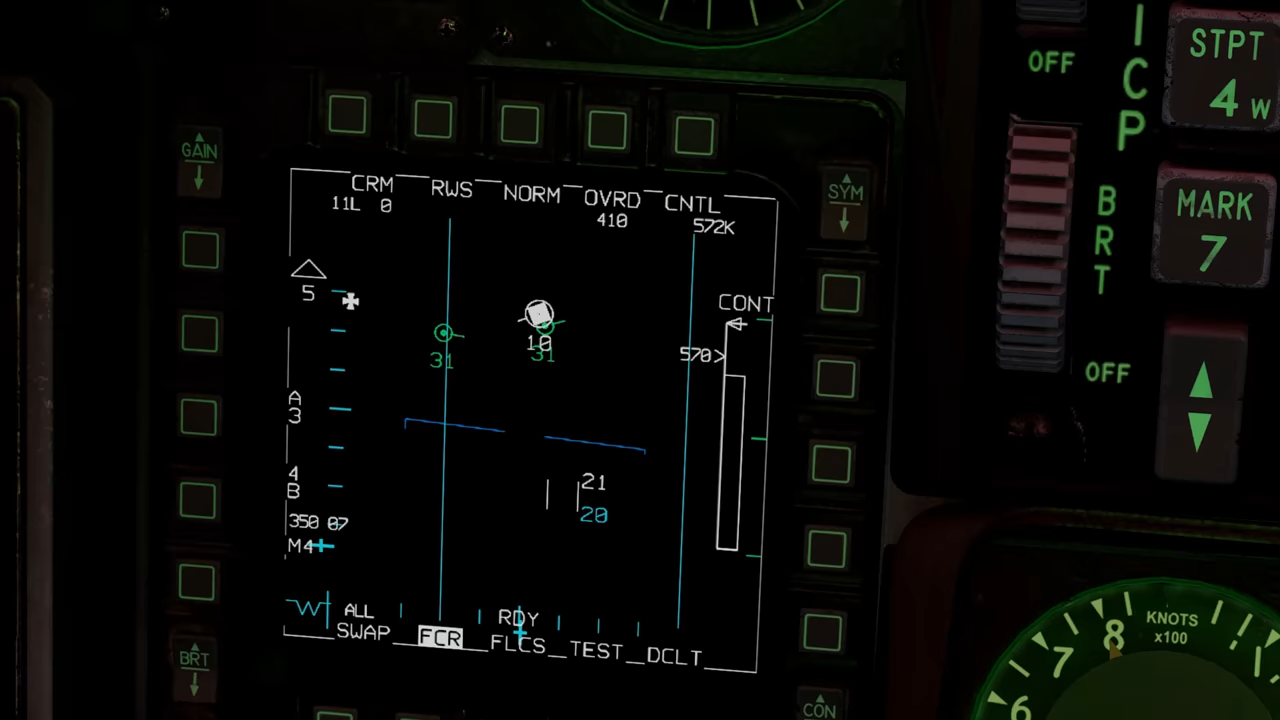 GAIN
SYM
CRM RWS NORM OVRD CNTL
11L 0 410 572K
5
CONT
10
31 31
570>
A
3
4
B
21
20
350 07
M4
ALL RDY
SWAP FCR FLCS TEST DCLT
BRT
CON
OFF
I
C
P
STPT
4 W
MARK
7
B
R
T
OFF
KNOTS
x100
6 7 8